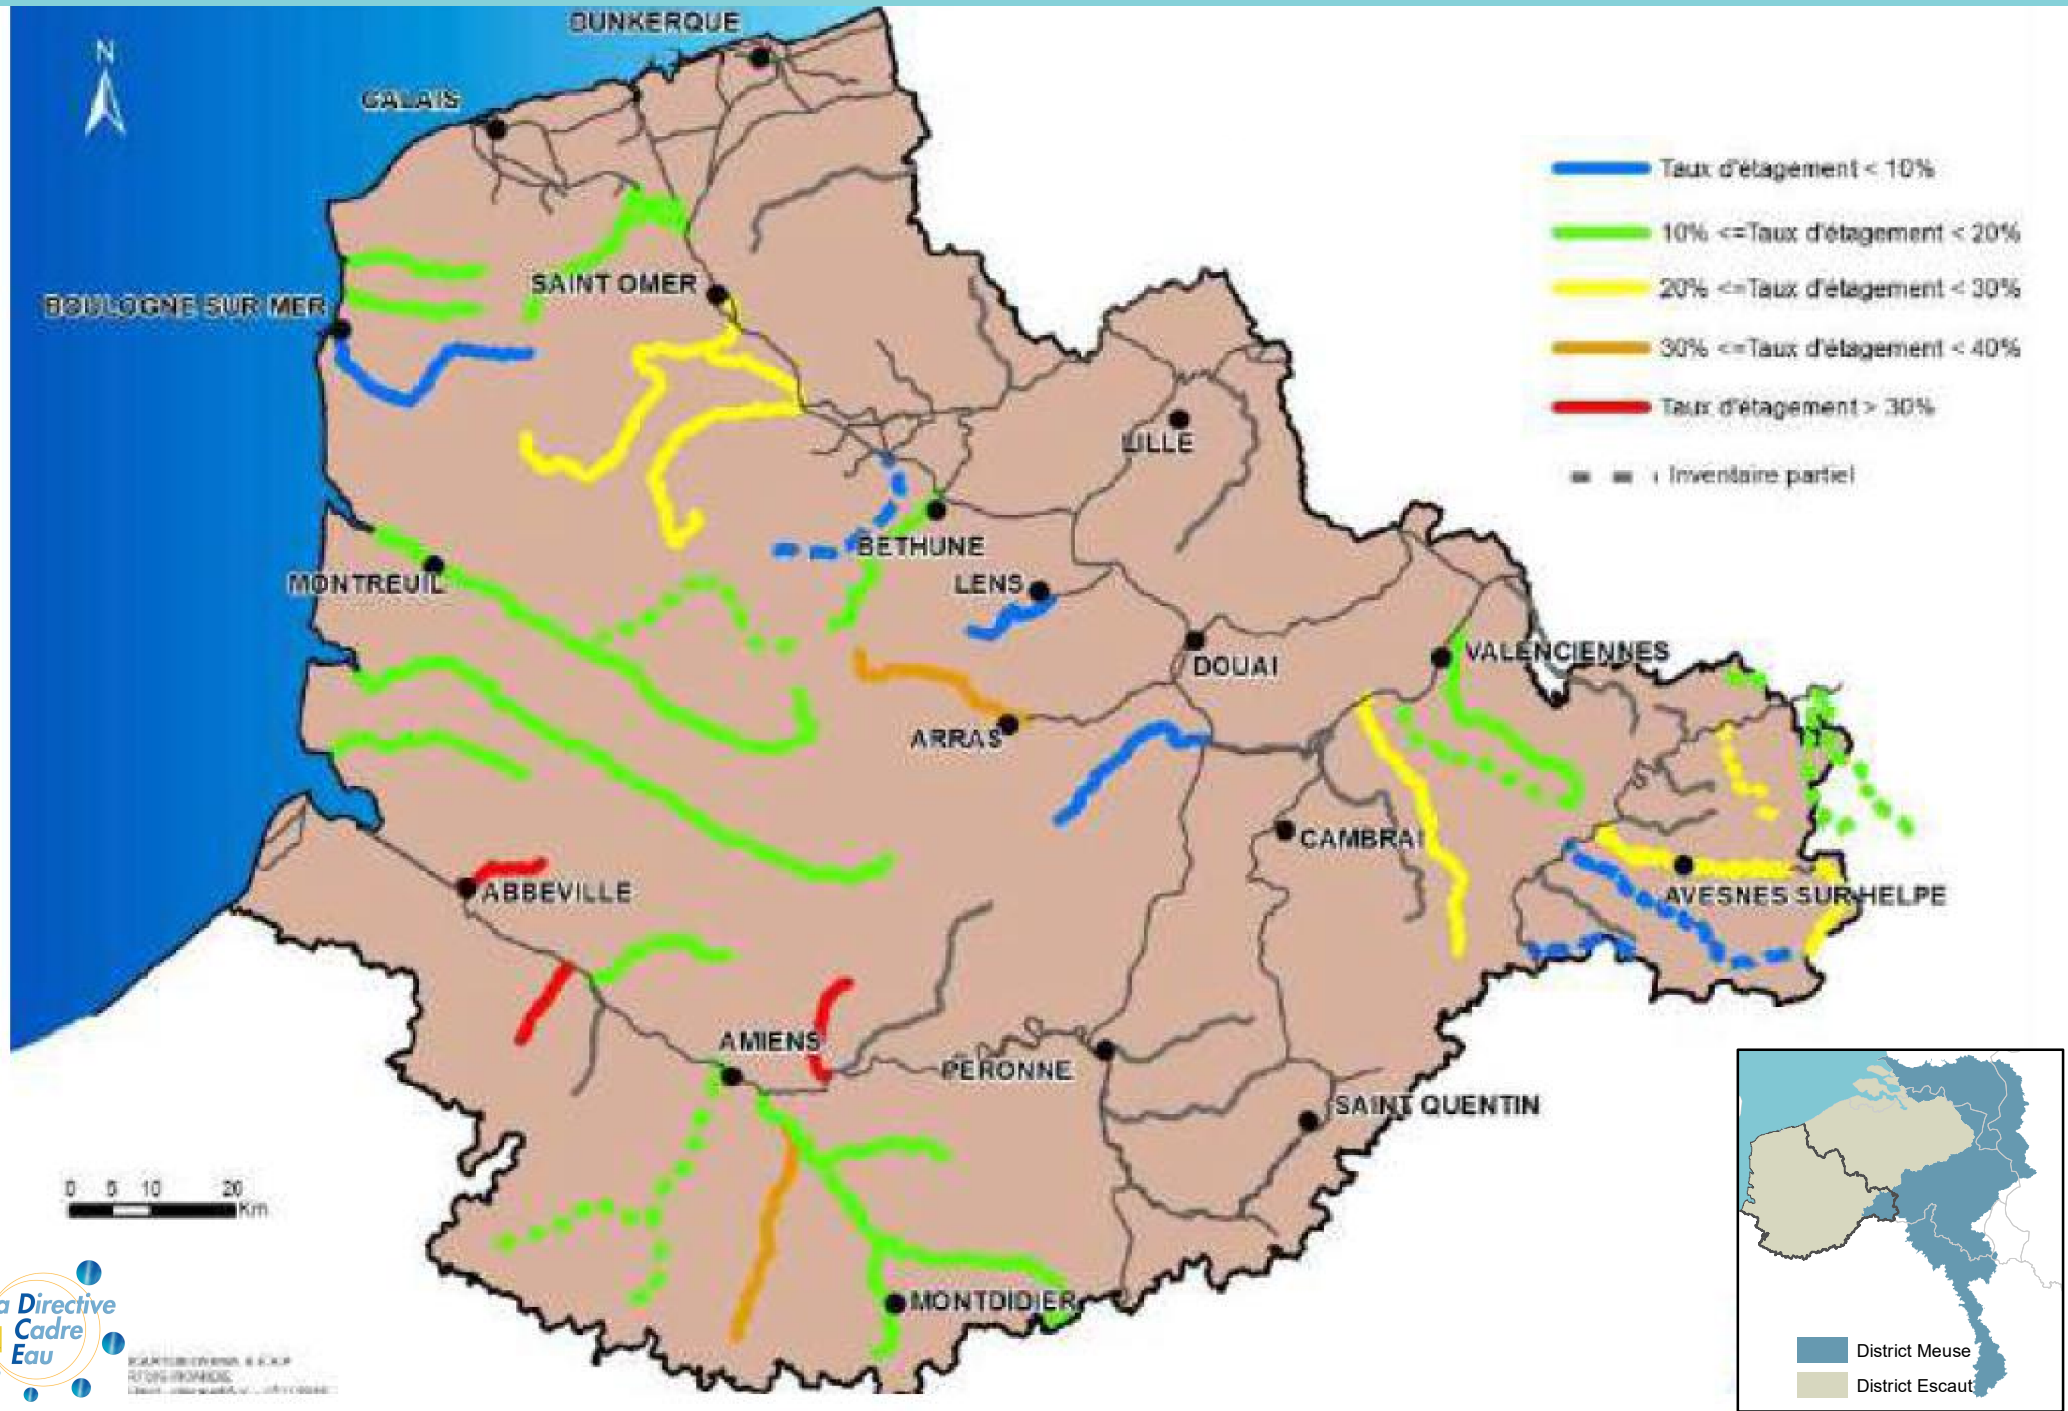 DUNKERQUE
N
CALAIS
Taux d'étagement < 10%
10% <=Taux d'étagement < 20%
SAINT OMER
20% <=Taux d'étagement < 30%
BOULOGNE SUR MER
30% <=Taux d'étagement < 40%
Taux d'étagement > 30%
LILLE
Inventaire partiel
BETHUNE
MONTREUIL
LENS
VALENCIENNES
DOUAI
ARRAS
CAMBRAI
ABBEVILLE
AVESNES SUR HELPE
AMIENS
PERONNE
SAINT QUENTIN
0 5 10 20
Km
MONTDIDIER
a Directive
Cadre
Eau
District Meuse
District Escaut